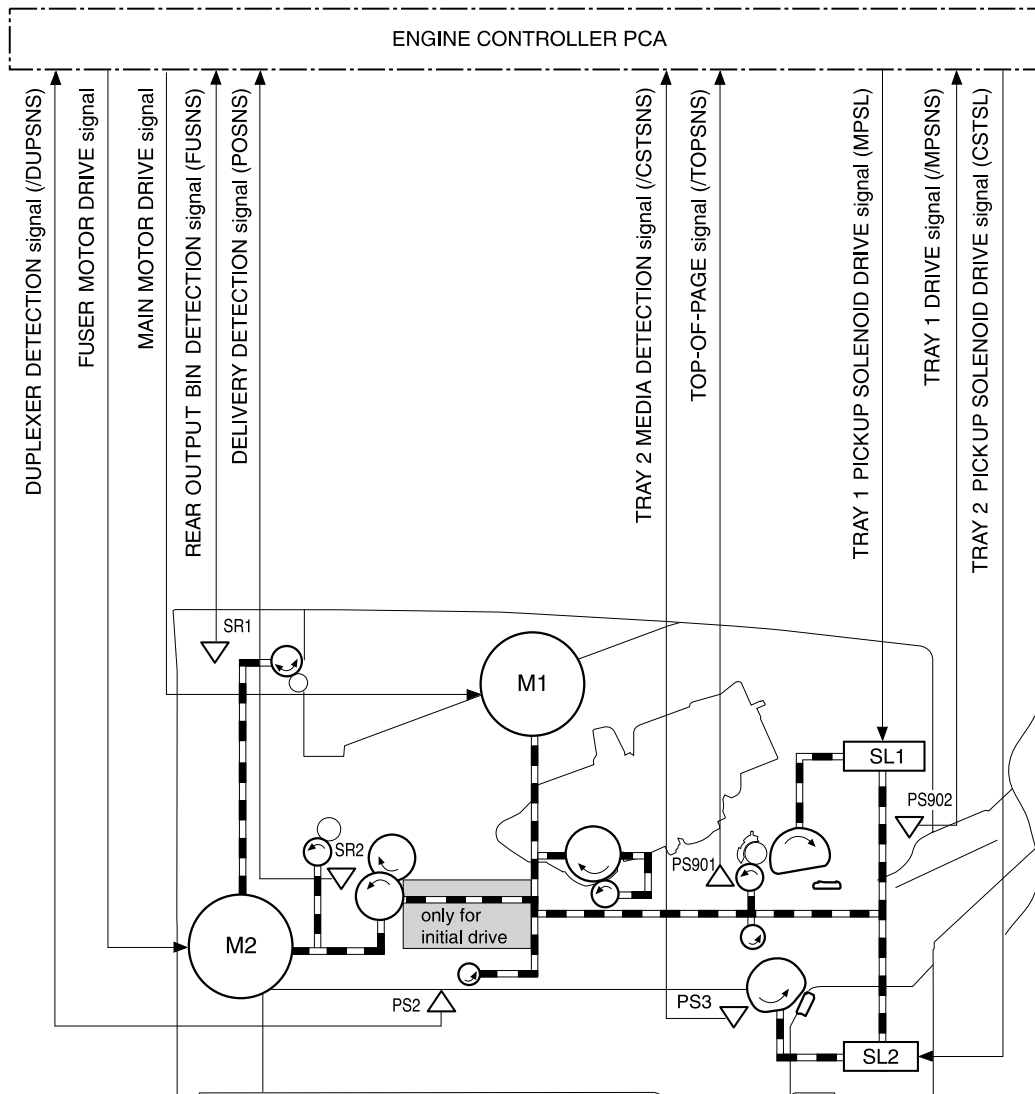 ENGINE CONTROLLER PCA
DUPLEXER DETECTION signal (/DUPSNS)
FUSER MOTOR DRIVE signal
MAIN MOTOR DRIVE signal
REAR OUTPUT BIN DETECTION signal (FUSNS)
DELIVERY DETECTION signal (POSNS)
TRAY 2 MEDIA DETECTION signal (/CSTSNS)
TOP-OF-PAGE signal (/TOPSNS)
TRAY 1 PICKUP SOLENOID DRIVE signal (MPSL)
TRAY 1 DRIVE signal (/MPSNS)
TRAY 2 PICKUP SOLENOID DRIVE signal (CSTSL)
SR1
M1
SL1
PS902
SR2
PS901
only for
initial drive
M2
PS2
PS3
SL2